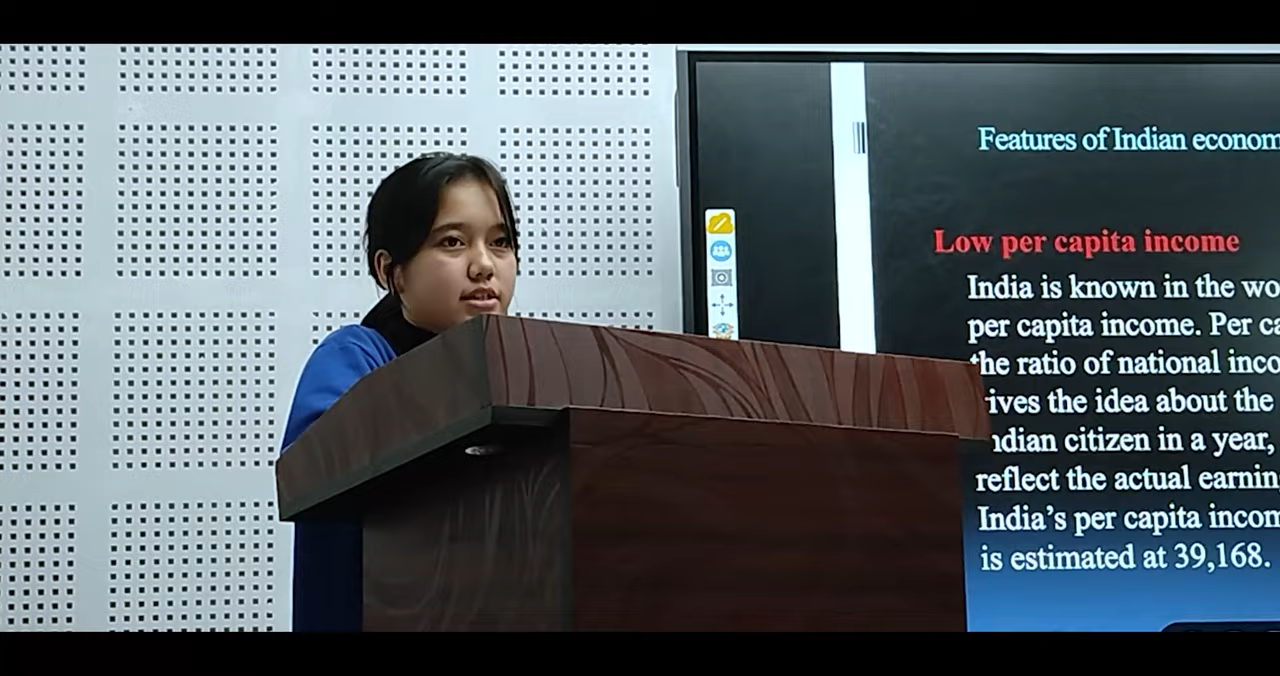 Features of Indian econom
Low per capita income
India is known in the wo
per capita income. Per ca
the ratio of national inco
ives the idea about the
ndian citizen in a year,
reflect the actual earnin
India's per capita incom
is estimated at 39,168.